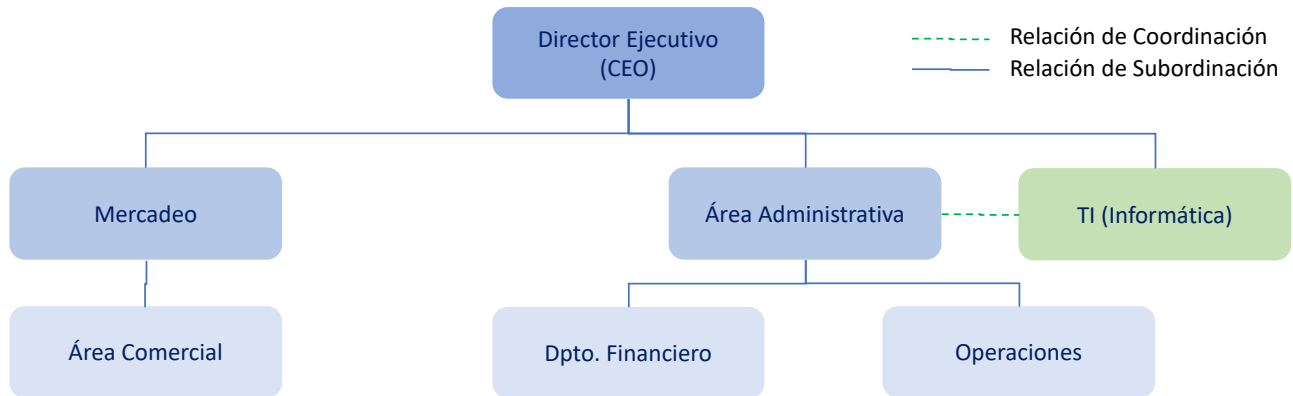 Director Ejecutivo
(CEO)
Relación de Coordinación
Relación de Subordinación
Mercadeo
Área Administrativa
TI (Informática)
Área Comercial
Dpto. Financiero
Operaciones